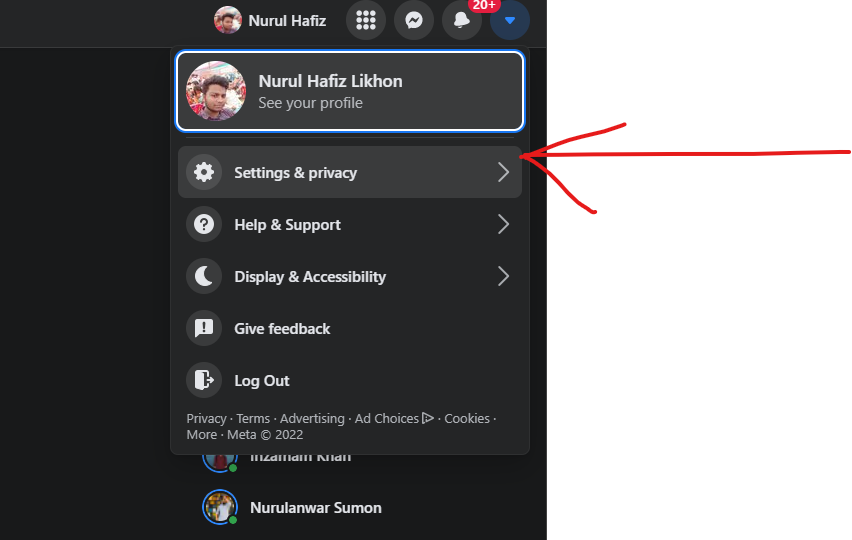 Nurul Hafiz
20+
Nurul Hafiz Likhon
See your profile
Settings & privacy
Help & Support
Display & Accessibility
Give feedback
Log Out
Privacy · Terms · Advertising · Ad Choices · Cookies ·
More · Meta © 2022
Inzamam Khan
Nurulanwar Sumon